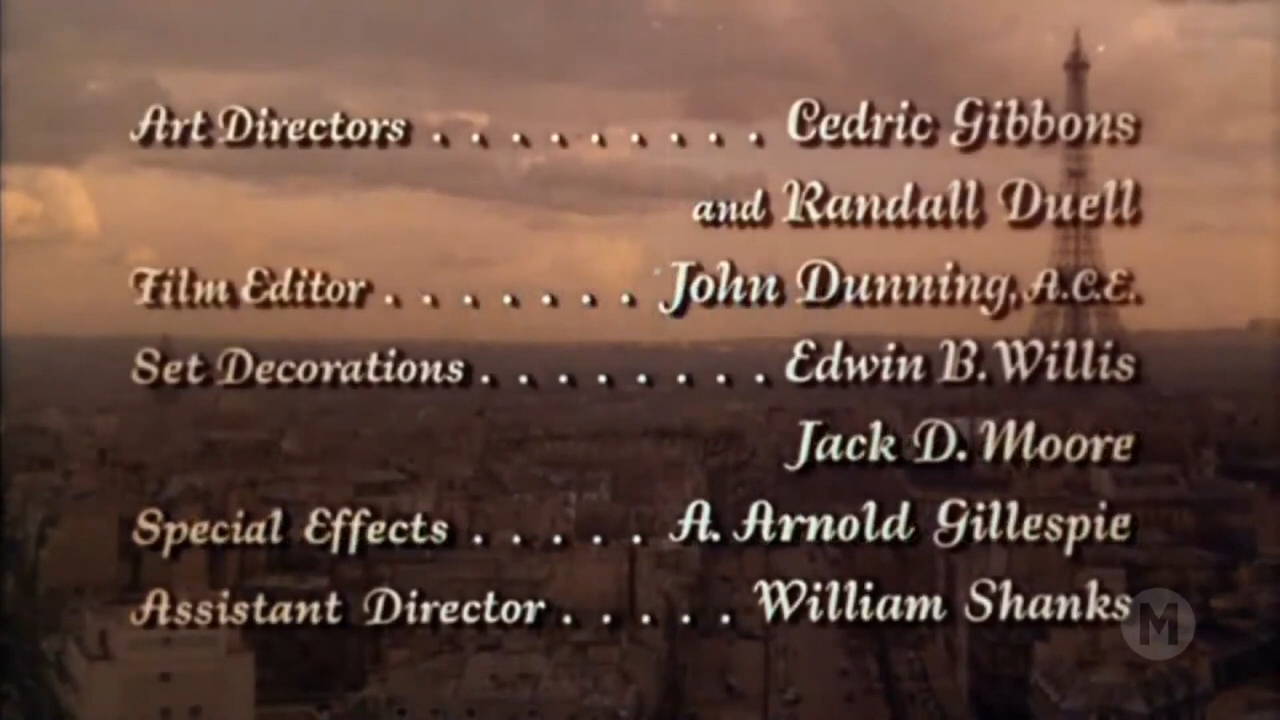 Art Directors . . . . . . . . . Cedric Gibbons
and Randall Duell
Film Editor . . . . . . . John Dunning, A.C.E.
Set Decorations . . . . . . . . Edwin B. Willis
Jack D. Moore
Special Effects . . . . . A. Arnold Gillespie
Assistant Director . . . . . William Shanks
M